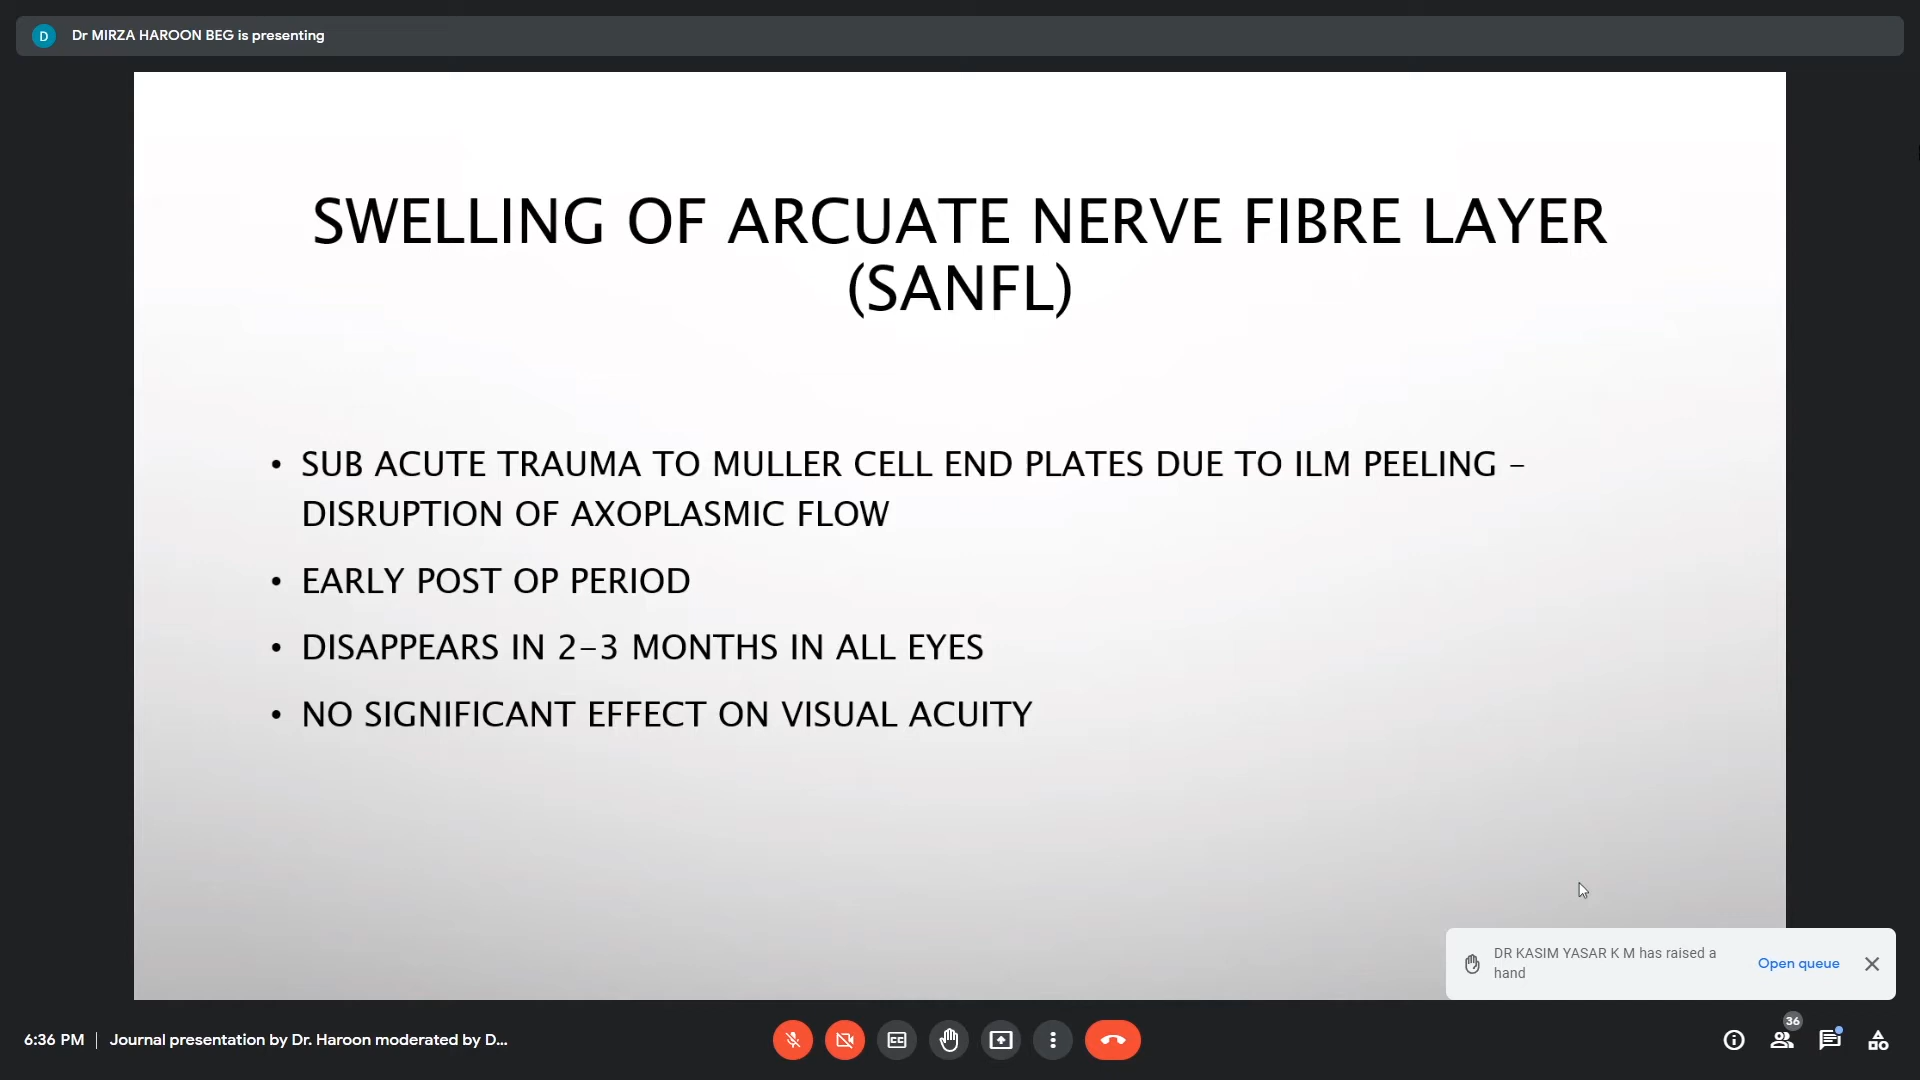 D
Dr MIRZA HAROON BEG is presenting
SWELLING OF ARCUATE NERVE FIBRE LAYER
(SANFL)
• SUB ACUTE TRAUMA TO MULLER CELL END PLATES DUE TO ILM PEELING –
DISRUPTION OF AXOPLASMIC FLOW
• EARLY POST OP PERIOD
• DISAPPEARS IN 2–3 MONTHS IN ALL EYES
• NO SIGNIFICANT EFFECT ON VISUAL ACUITY
DR KASIM YASAR K M has raised a
hand
Open queue
6:36 PM | Journal presentation by Dr. Haroon moderated by D...
CC
36